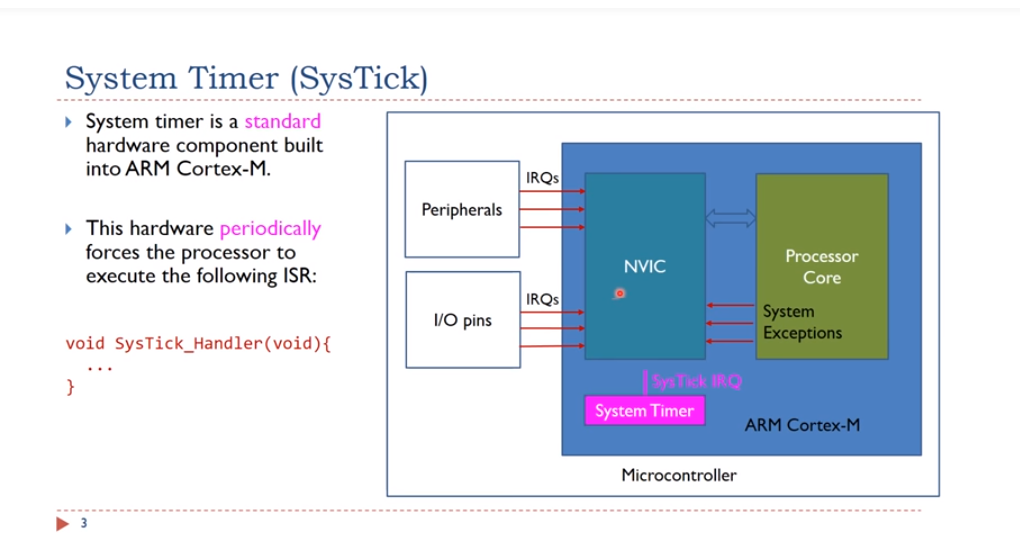 System Timer (SysTick)
System timer is a standard
hardware component built
into ARM Cortex-M.
This hardware periodically
forces the processor to
execute the following ISR:
void SysTick_Handler(void){
...
}
Peripherals
IRQs
I/O pins
IRQs
NVIC
Processor
Core
System
Exceptions
SysTick IRQ
System Timer
ARM Cortex-M
Microcontroller
3